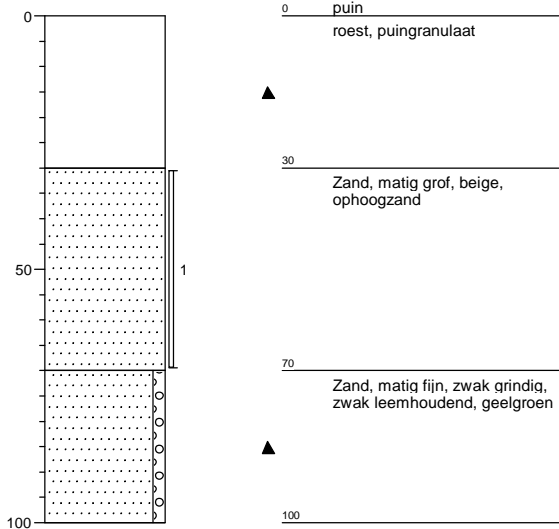 0
0
puin
roest, puingranulaat
30
Zand, matig grof, beige,
ophoogzand
50
1
70
Zand, matig fijn, zwak grindig,
zwak leemhoudend, geelgroen
100
100